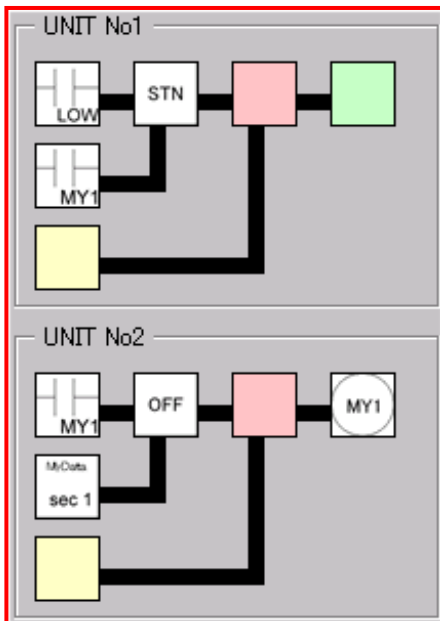 UNIT No1
LOW
STN
MY1
UNIT No2
MY1
OFF
MY1
MyData
sec 1